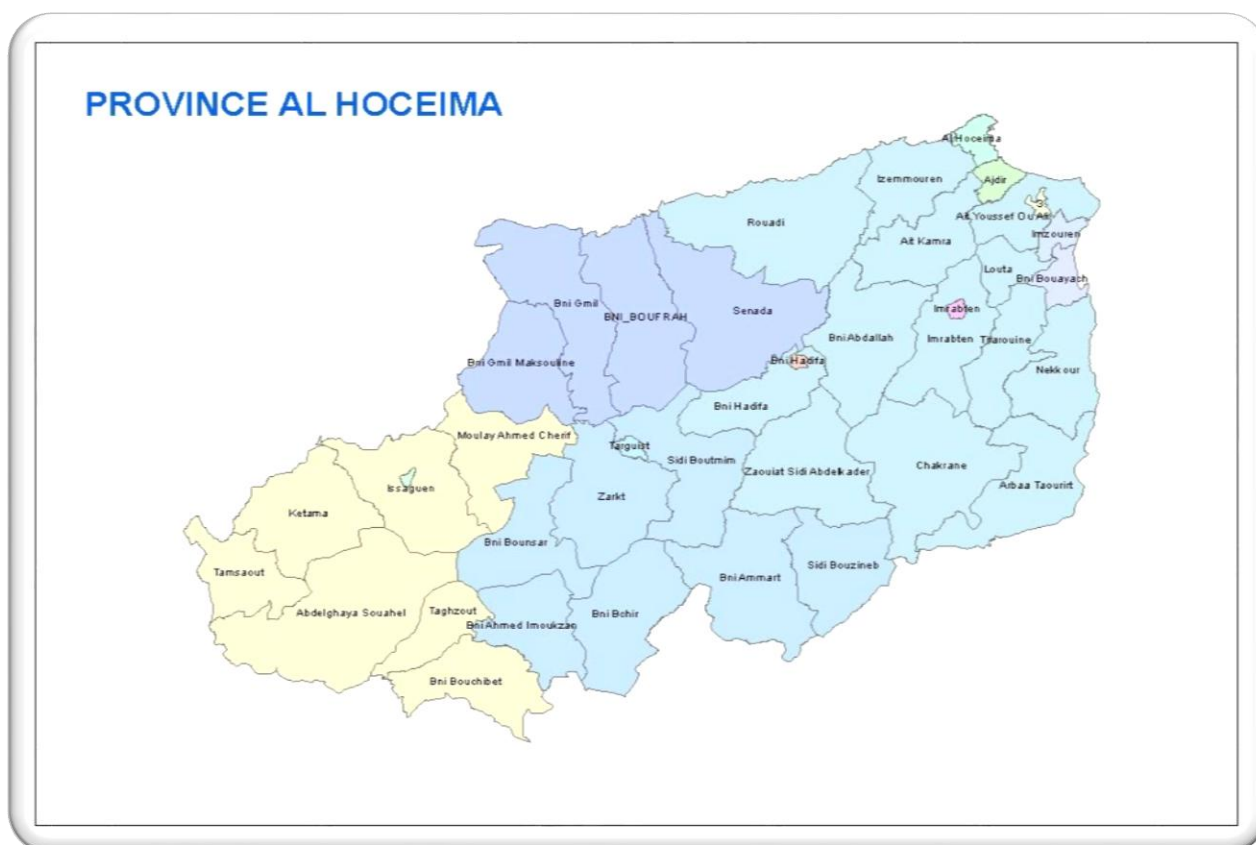 PROVINCE AL HOCEIMA
Al Hoceima
Izemmouren
Ajdir
3
Rouadi
Ait Youssef Ou Ali
Imzouren
Ait Kamra
Louta
Bni Bouayach
Bni Gmil
BNI_BOUFRAH
Senada
Imrabten
Bni Abdallah
Imrabten
Tifarouine
Bni Gmil Maksouline
Bni Hadifa
Nekkour
Bni Hadifa
Moulay Ahmed Cherif
Targuist
Sidi Boutmim
Zaouiat Sidi Abdelkader
Chakrane
Arbaa Taourirt
Issaguen
Zarkt
Ketama
Bni Bounsar
Tamsaout
Bni Ammart
Sidi Bouzineb
Abdelghaya Souahel
Taghzout
Bni Ahmed Imoukzan
Bni Bchir
Bni Bouchibet